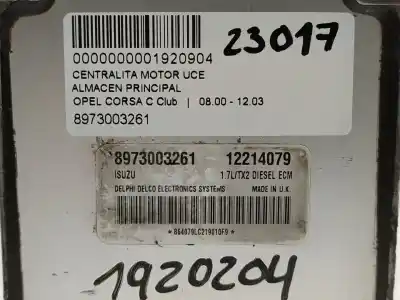 0000000001920904
23017
CENTRALITA MOTOR UCE
ALMACEN PRINCIPAL
OPEL CORSA C Club | 08.00 - 12.03
8973003261
8973003261 12214079
ISUZU 1.7L/TX2 DIESEL ECM
DELPHI DELCO ELECTRONICS SYSTEMS MADE IN U.K.
*864079LC219010F9*
1920204